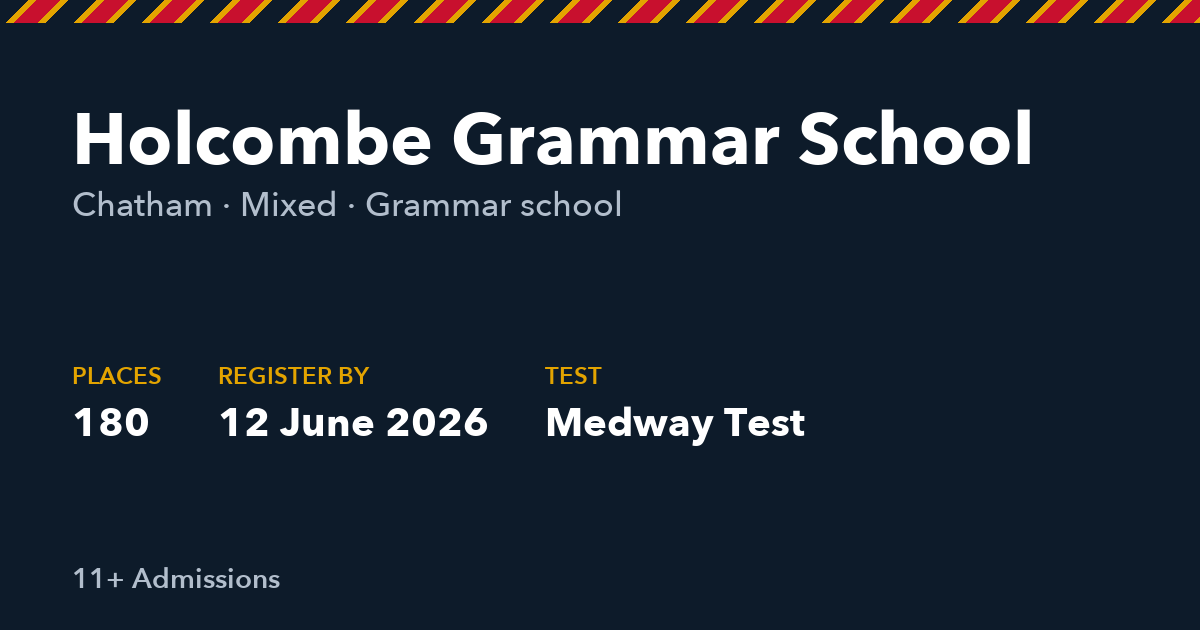 Holcombe Grammar School
Chatham · Mixed · Grammar school
PLACES
180
REGISTER BY
12 June 2026
TEST
Medway Test
11+ Admissions